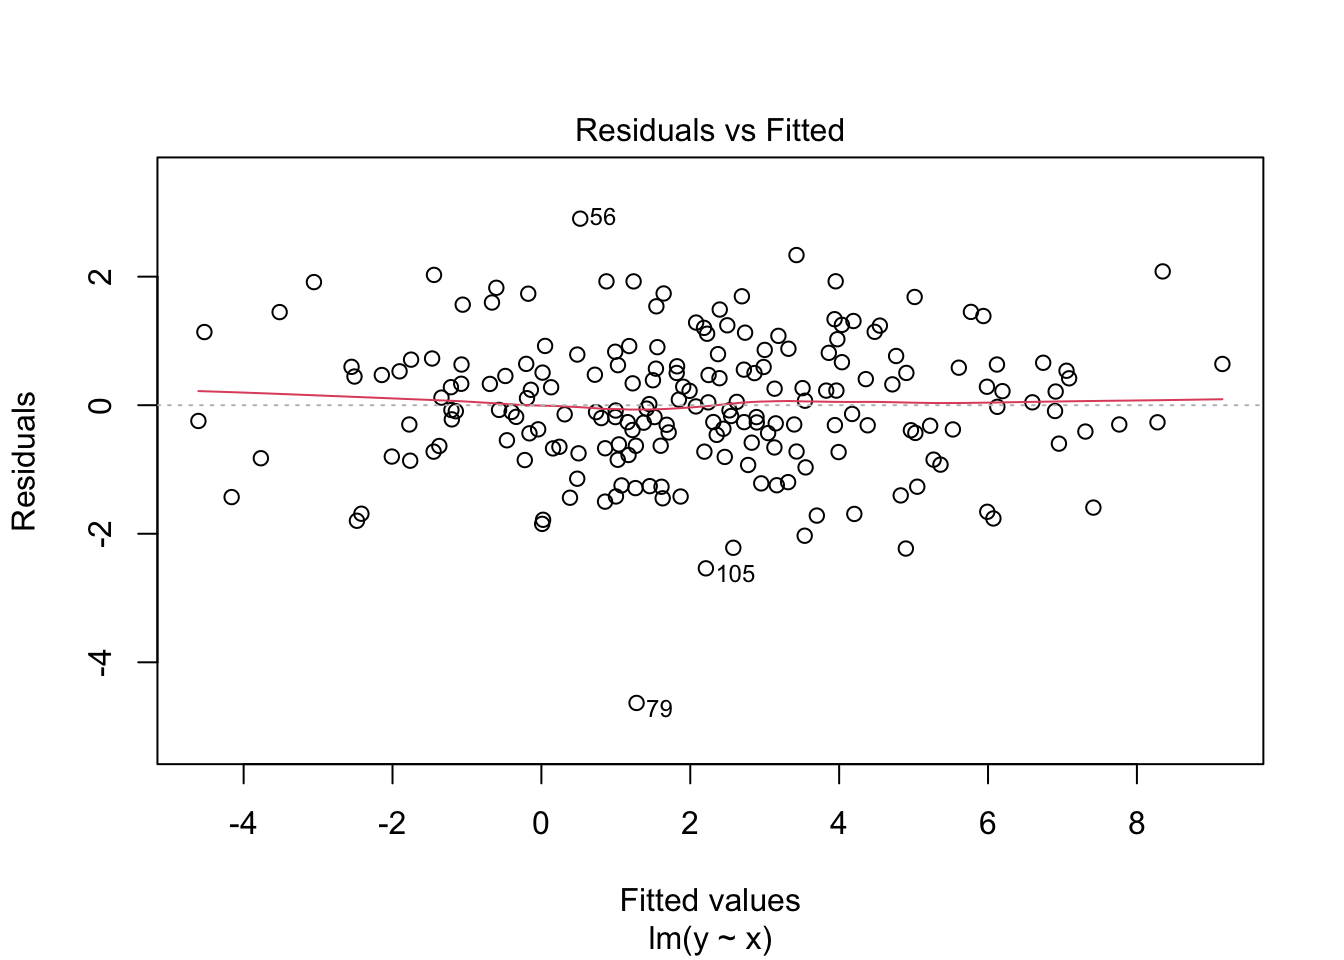 Residuals vs Fitted
Residuals
2
0
-2
-4
56
105
79
-4 -2 0 2 4 6 8
Fitted values
lm(y ~ x)